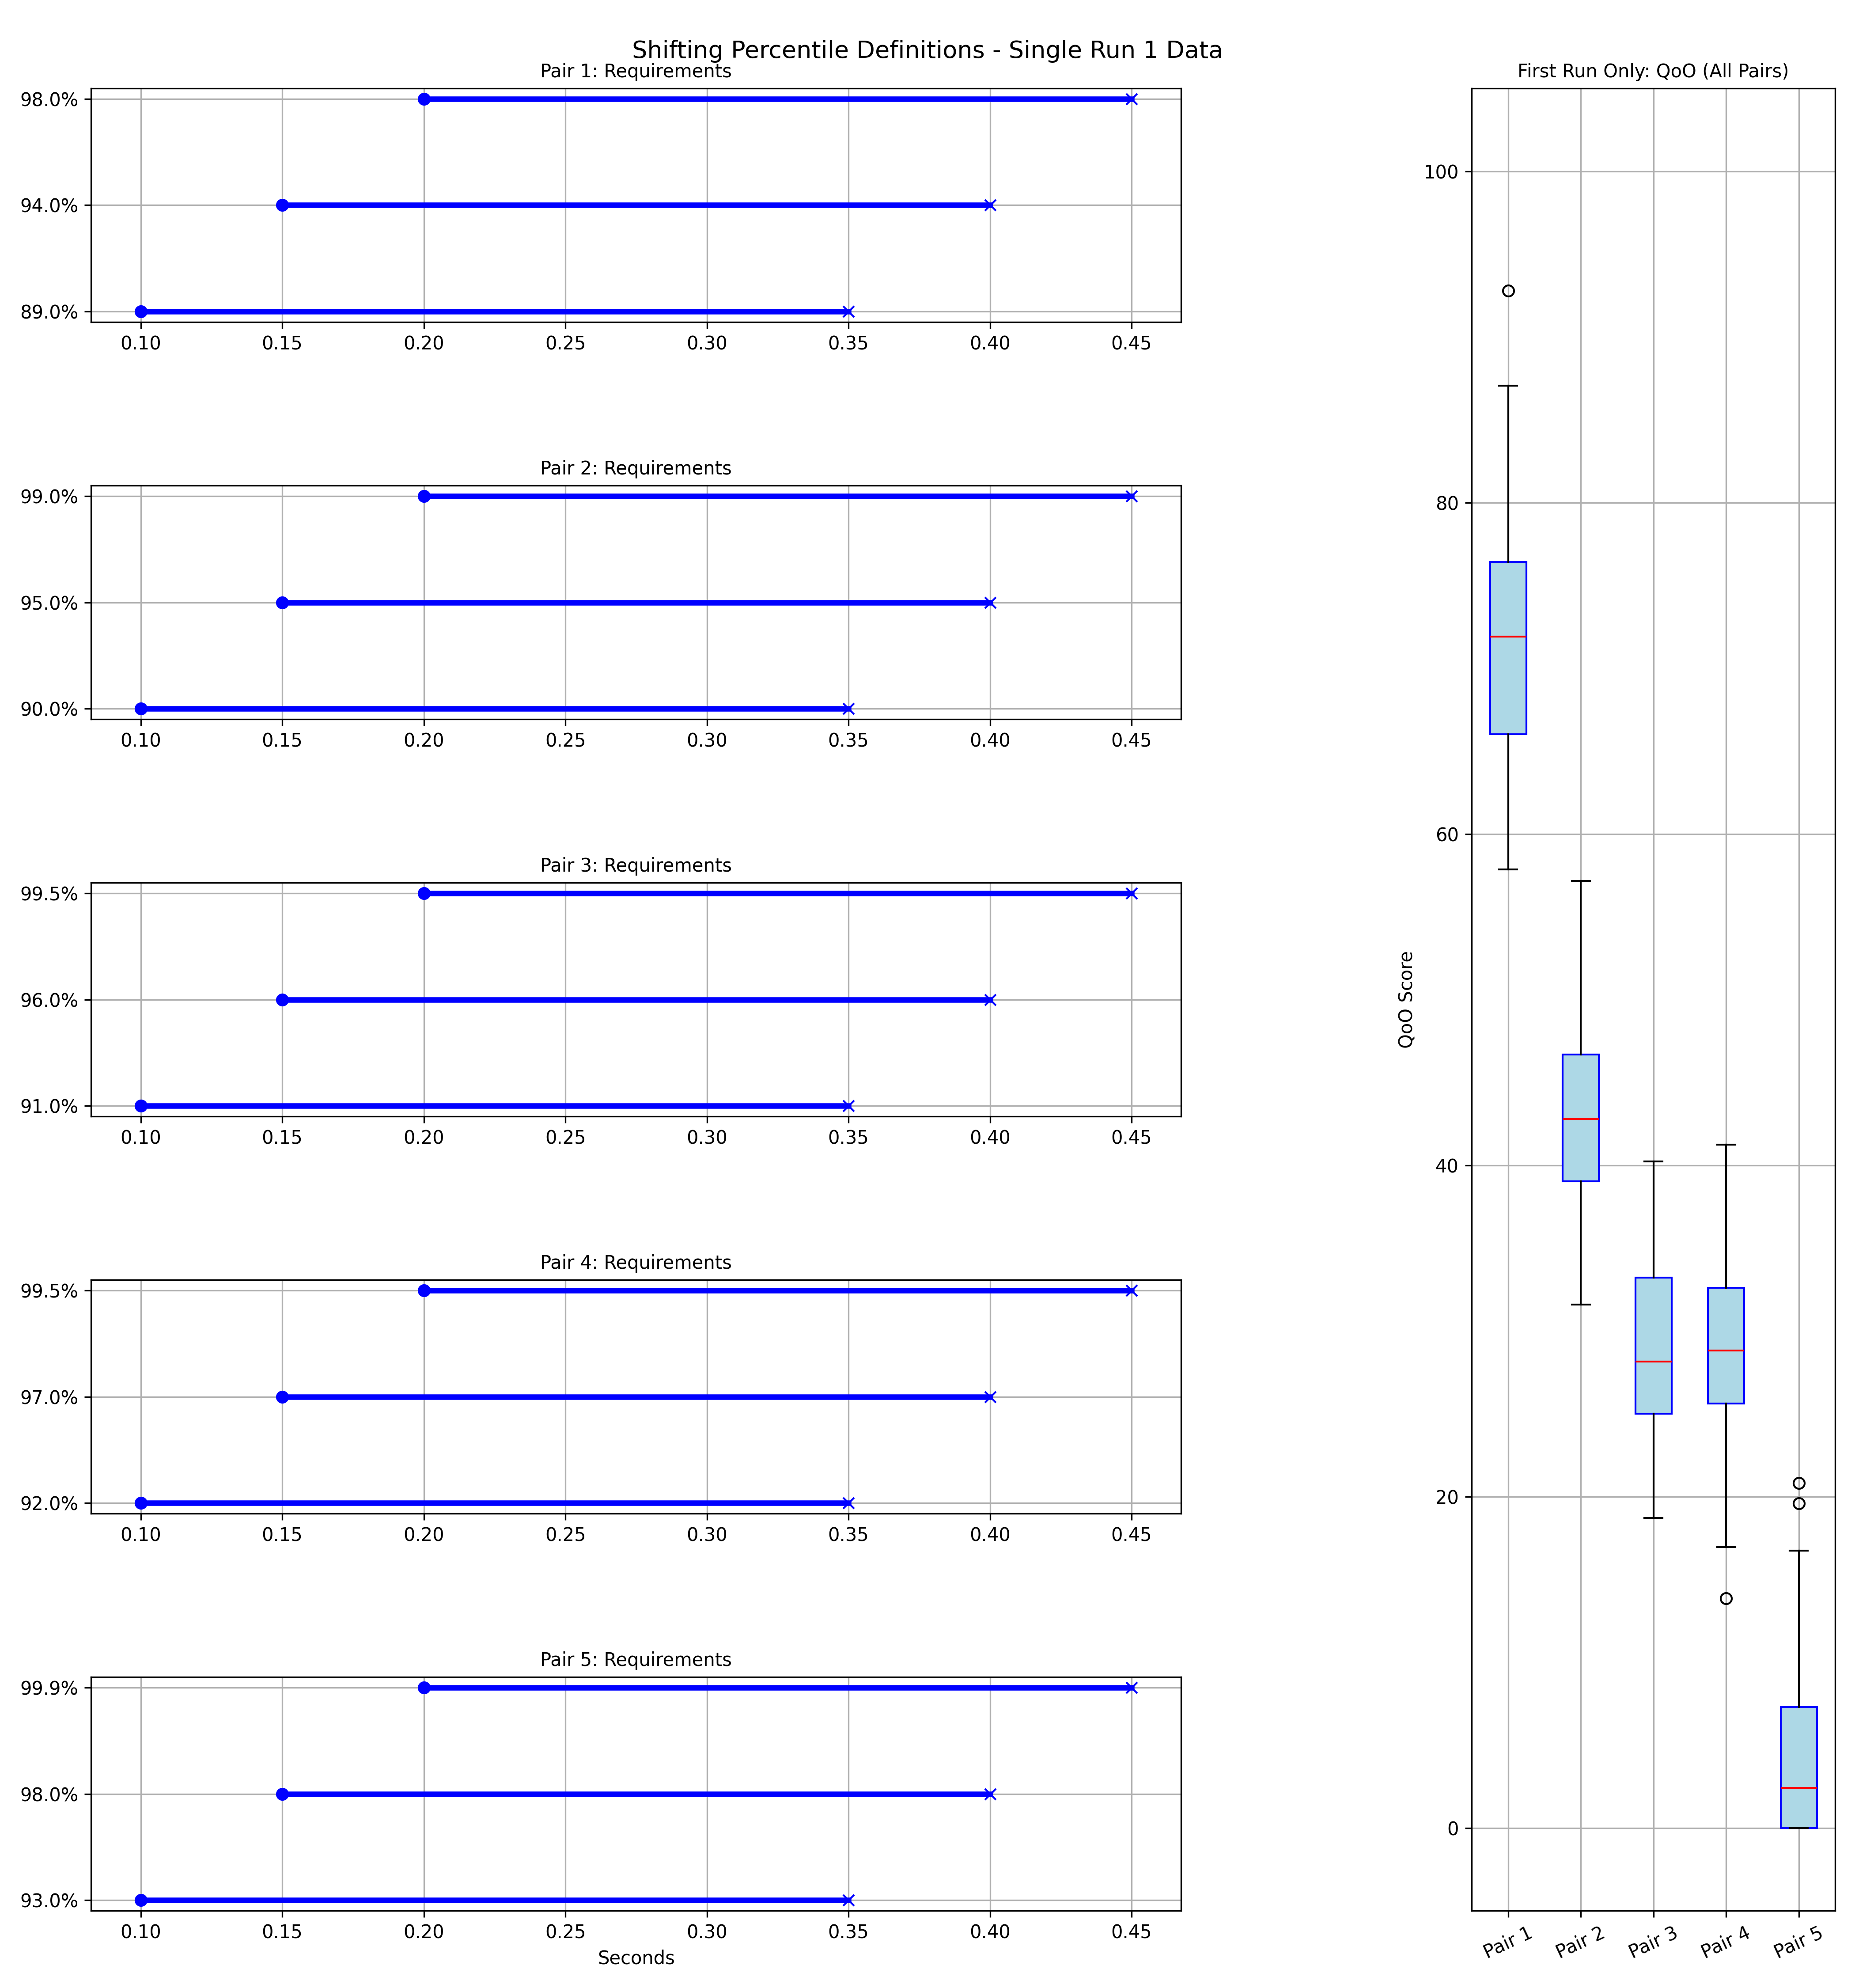 Shifting Percentile Definitions - Single Run 1 Data
Pair 1: Requirements
98.0%
94.0%
89.0%
0.10 0.15 0.20 0.25 0.30 0.35 0.40 0.45
Pair 2: Requirements
99.0%
95.0%
90.0%
0.10 0.15 0.20 0.25 0.30 0.35 0.40 0.45
Pair 3: Requirements
99.5%
96.0%
91.0%
0.10 0.15 0.20 0.25 0.30 0.35 0.40 0.45
Pair 4: Requirements
99.5%
97.0%
92.0%
0.10 0.15 0.20 0.25 0.30 0.35 0.40 0.45
Pair 5: Requirements
99.9%
98.0%
93.0%
0.10 0.15 0.20 0.25 0.30 0.35 0.40 0.45
Seconds
First Run Only: QoO (All Pairs)
100
80
60
40
20
0
QoO Score
Pair 1 Pair 2 Pair 3 Pair 4 Pair 5